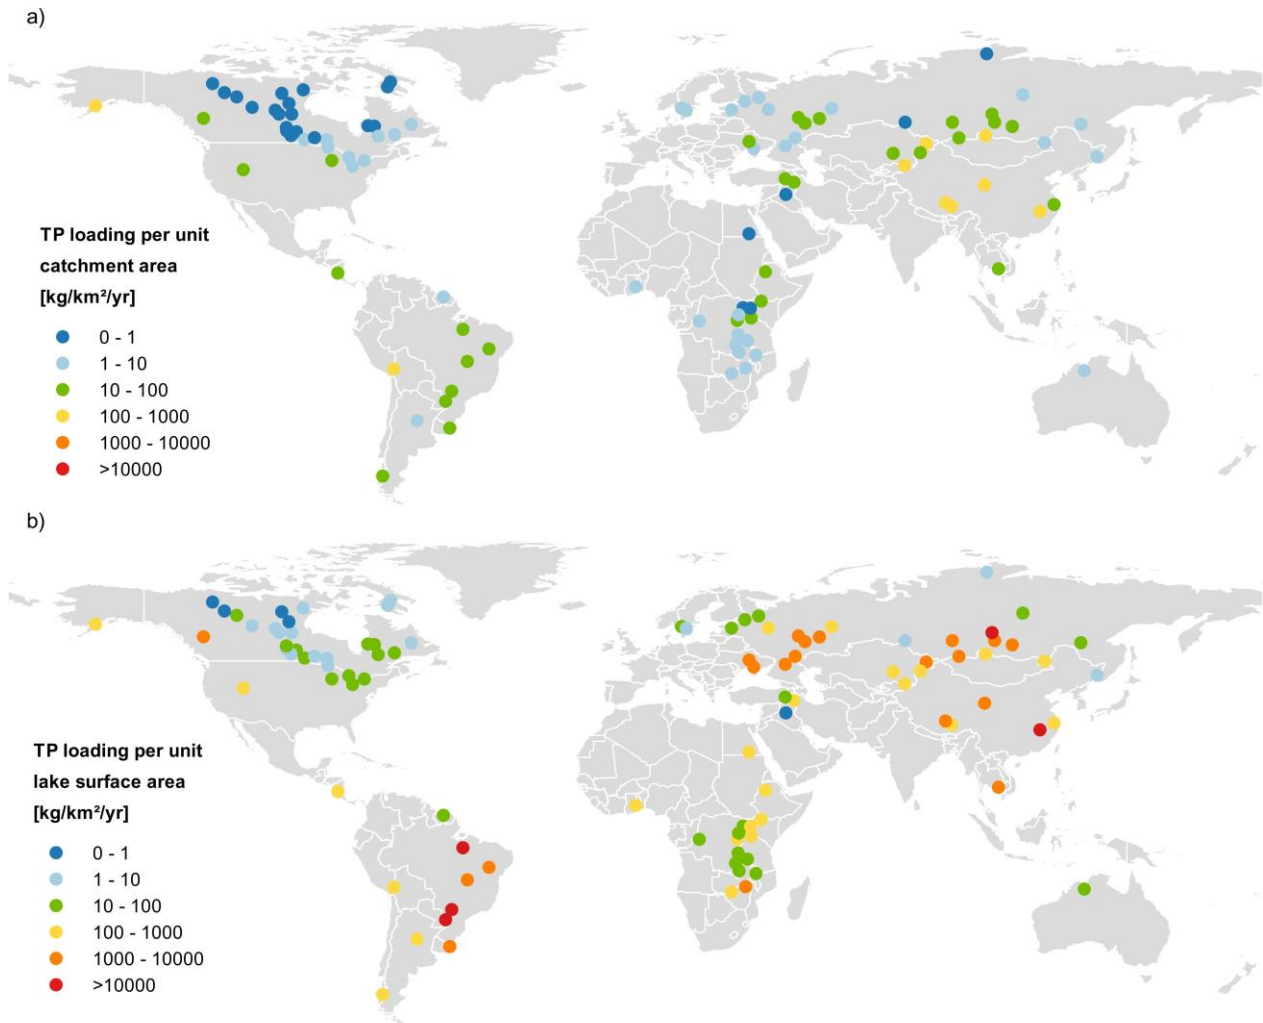 a)
TP loading per unit
catchment area
[kg/km²/yr]
0 - 1
1 - 10
10 - 100
100 - 1000
1000 - 10000
>10000
b)
TP loading per unit
lake surface area
[kg/km²/yr]
0 - 1
1 - 10
10 - 100
100 - 1000
1000 - 10000
>10000